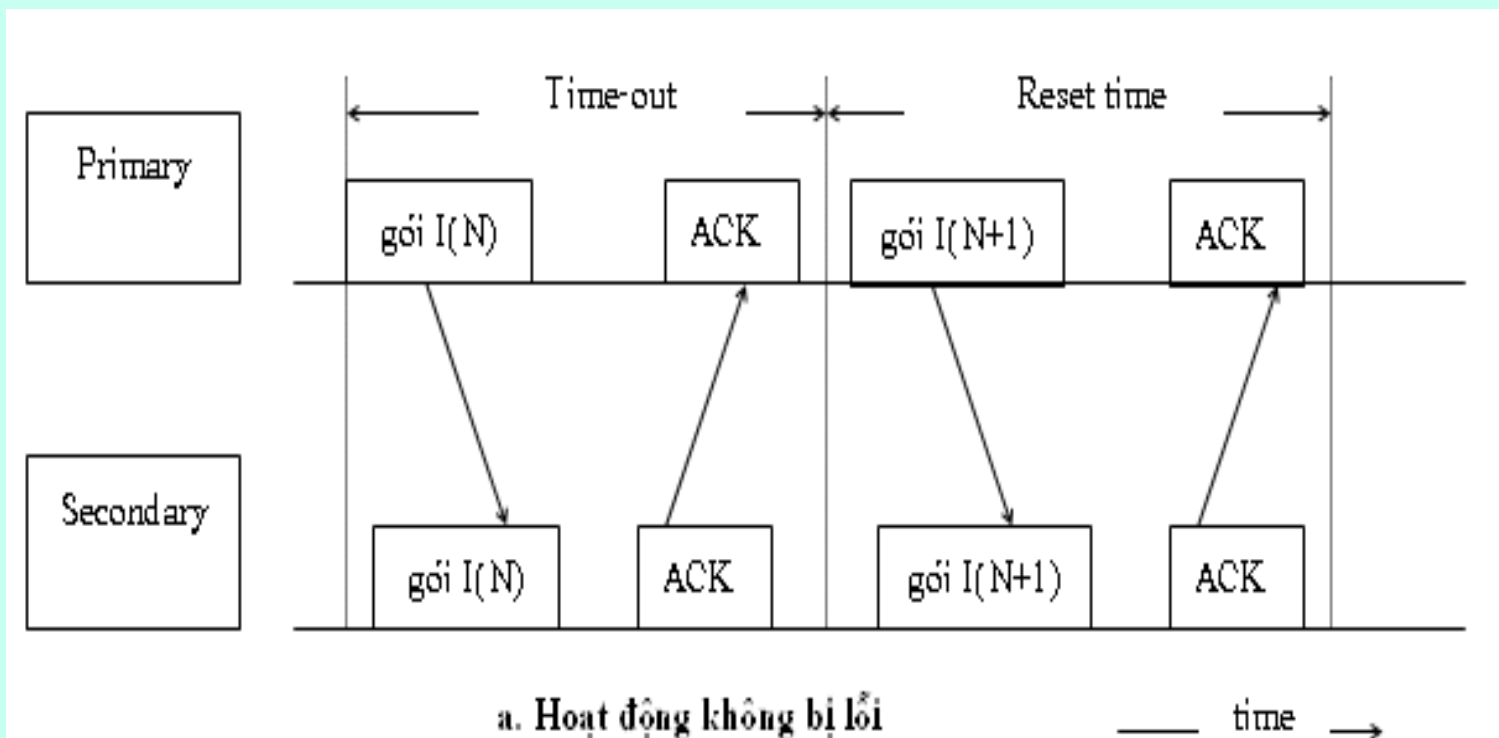 Time-out
Reset time
Primary
gói I(N)
ACK
gói I(N+1)
ACK
Secondary
gói I(N)
ACK
gói I(N+1)
ACK
a. Hoạt động không bị lỗi
time